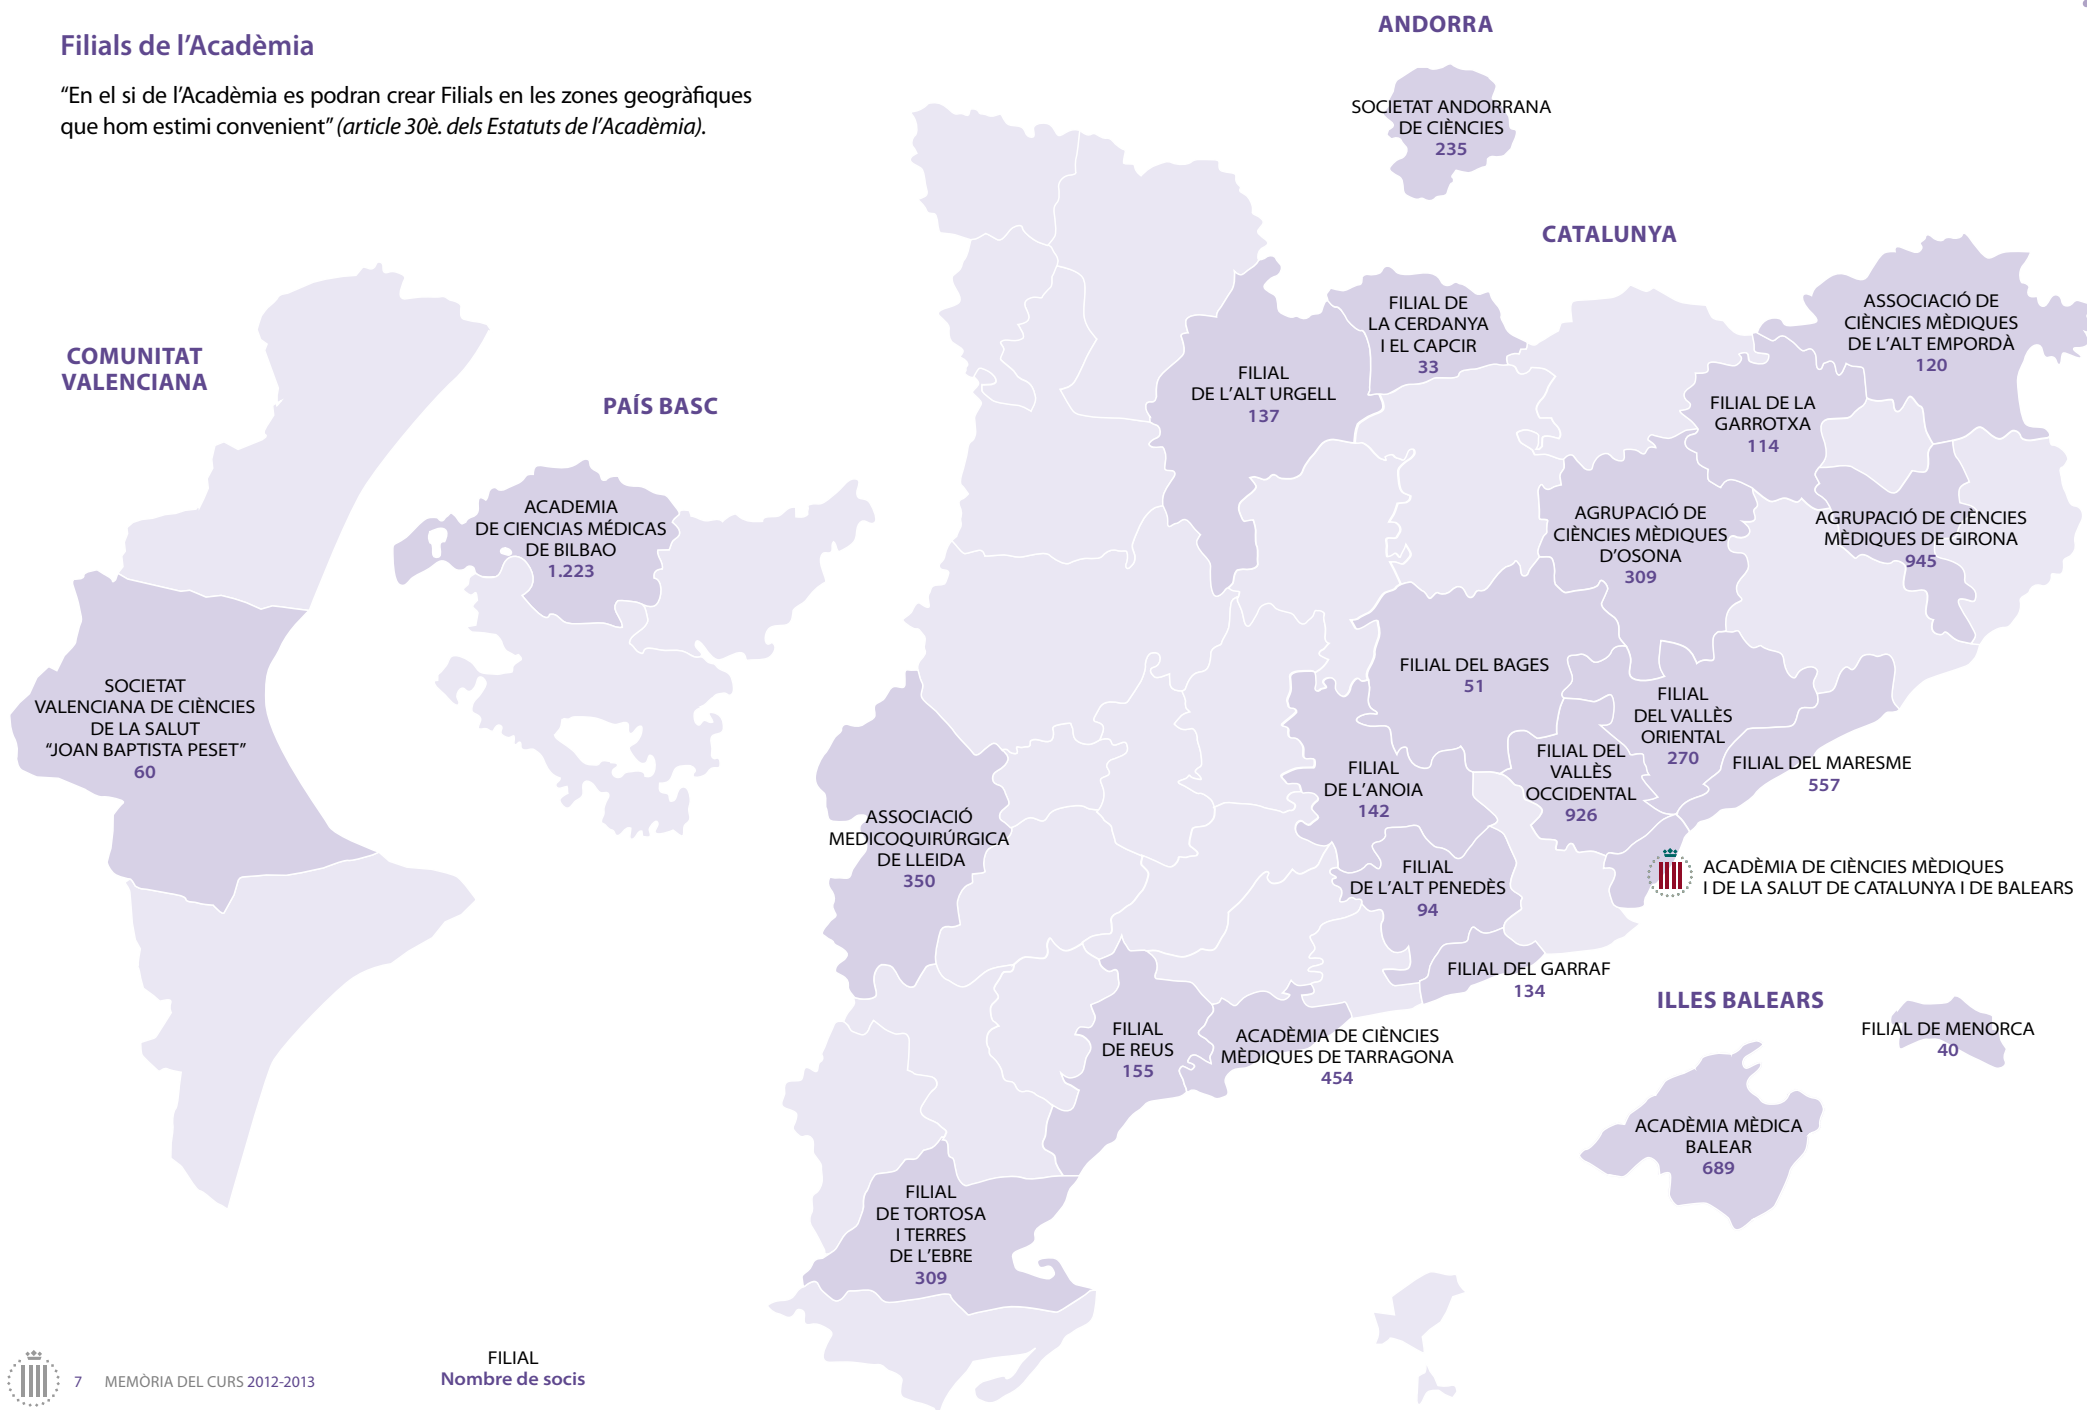 Filials de l'Acadèmia
“En el si de l'Acadèmia es podran crear Filials en les zones geogràfiques
que hom estimi convenient” (article 30è. dels Estatuts de l'Acadèmia).
ANDORRA
SOCIETAT ANDORRANA
DE CIÈNCIES
235
CATALUNYA
FILIAL DE
LA CERDANYA
I EL CAPCIR
33
ASSOCIACIÓ DE
CIÈNCIES MÈDIQUES
DE L'ALT EMPORDÀ
120
FILIAL
DE L'ALT URGELL
137
FILIAL DE LA
GARROTXA
114
AGRUPACIÓ DE
CIÈNCIES MÈDIQUES
D'OSONA
309
AGRUPACIÓ DE CIÈNCIES
MÈDIQUES DE GIRONA
945
FILIAL DEL BAGES
51
FILIAL
DEL VALLÈS
ORIENTAL
270
FILIAL DEL
VALLÈS
OCCIDENTAL
926
FILIAL DEL MARESME
557
FILIAL
DE L'ANOIA
142
ASSOCIACIÓ
MEDICOQUIRÚRGICA
DE LLEIDA
350
FILIAL
DE L'ALT PENEDÈS
94
ACADÈMIA DE CIÈNCIES MÈDIQUES
I DE LA SALUT DE CATALUNYA I DE BALEARS
FILIAL DEL GARRAF
134
FILIAL
DE REUS
155
ACADÈMIA DE CIÈNCIES
MÈDIQUES DE TARRAGONA
454
FILIAL
DE TORTOSA
I TERRES
DE L'EBRE
309
COMUNITAT
VALENCIANA
SOCIETAT
VALENCIANA DE CIÈNCIES
DE LA SALUT
“JOAN BAPTISTA PESET”
60
PAÍS BASC
ACADEMIA
DE CIENCIAS MÉDICAS
DE BILBAO
1.223
ILLES BALEARS
FILIAL DE MENORCA
40
ACADÈMIA MÈDICA
BALEAR
689
FILIAL
Nombre de socis
7 MEMÒRIA DEL CURS 2012-2013